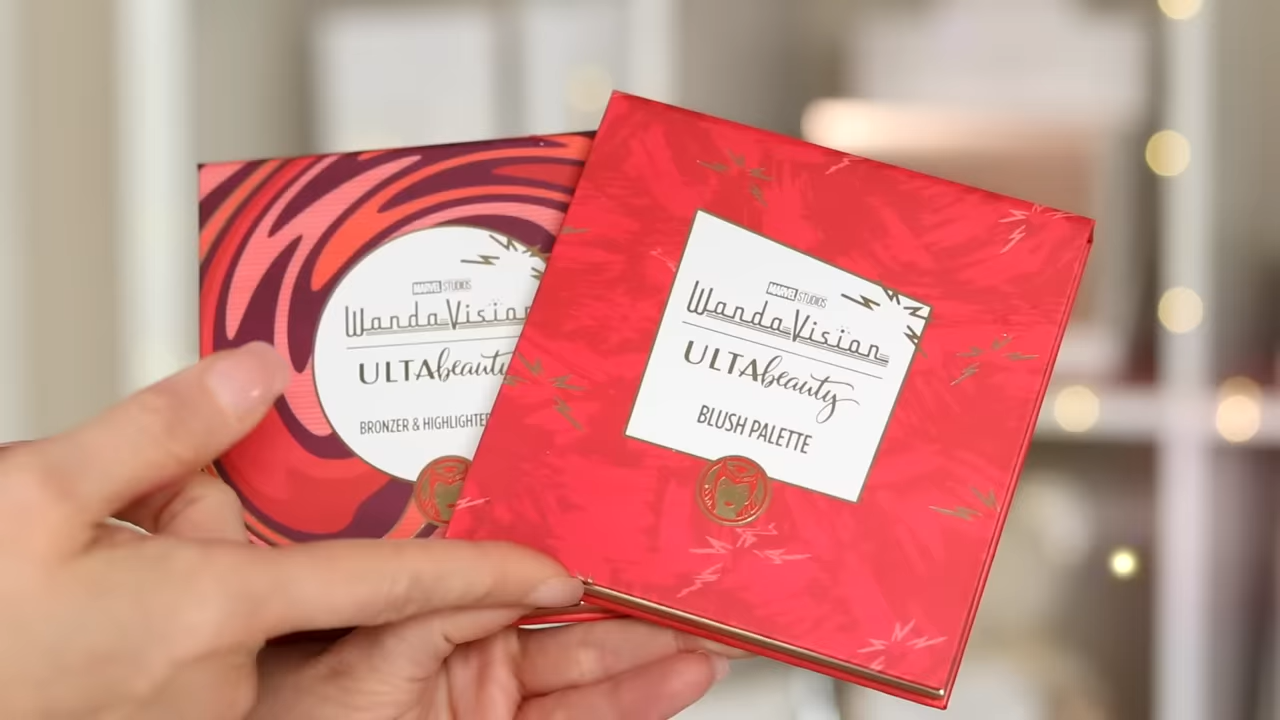 MARVEL STUDIOS
WandaVision
ULTAbeauty
BRONZER & HIGHLIGHTER
MARVEL STUDIOS
WandaVision
ULTAbeauty
BLUSH PALETTE